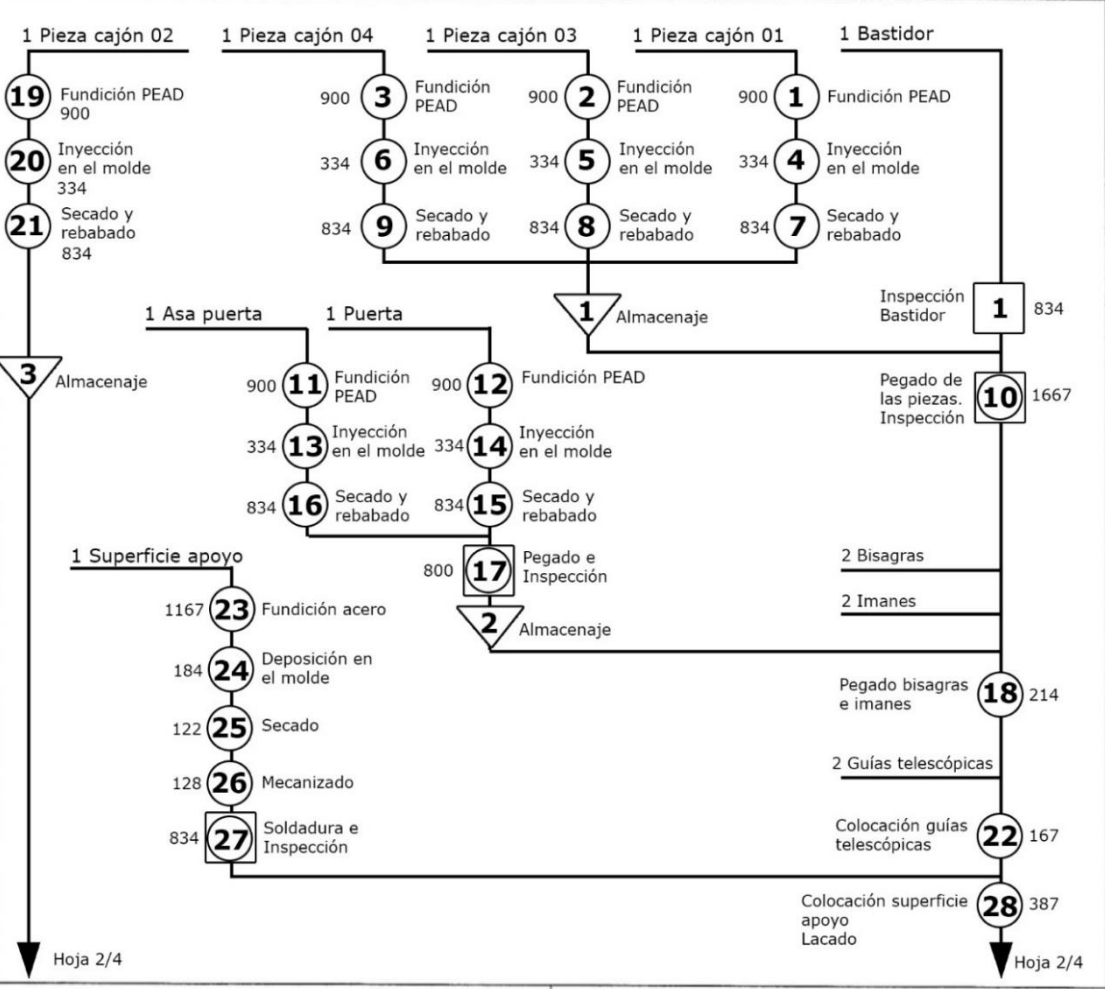 1 Pieza cajón 02
1 Pieza cajón 04
1 Pieza cajón 03
1 Pieza cajón 01
1 Bastidor
19 Fundición PEAD
900
900 3 Fundición
PEAD
900 2 Fundición
PEAD
900 1 Fundición PEAD
20 Inyección
en el molde
334
334 6 Inyección
en el molde
334 5 Inyección
en el molde
334 4 Inyección
en el molde
21 Secado y
rebabado
834
834 9 Secado y
rebabado
834 8 Secado y
rebabado
834 7 Secado y
rebabado
1 Almacenaje
Inspección
Bastidor
1 834
1 Asa puerta
1 Puerta
3 Almacenaje
900 11 Fundición
PEAD
900 12 Fundición PEAD
Pegado de
las piezas.
Inspección
10 1667
334 13 Inyección
en el molde
334 14 Inyección
en el molde
834 16 Secado y
rebabado
834 15 Secado y
rebabado
1 Superficie apoyo
800 17 Pegado e
Inspección
2 Bisagras
2 Imanes
1167 23 Fundición acero
2 Almacenaje
184 24 Deposición en
el molde
Pegado bisagras
e imanes
18 214
122 25 Secado
2 Guías telescópicas
128 26 Mecanizado
834 27 Soldadura e
Inspección
Colocación guías
telescópicas
22 167
Colocación superficie
apoyo
Lacado
28 387
Hoja 2/4
Hoja 2/4